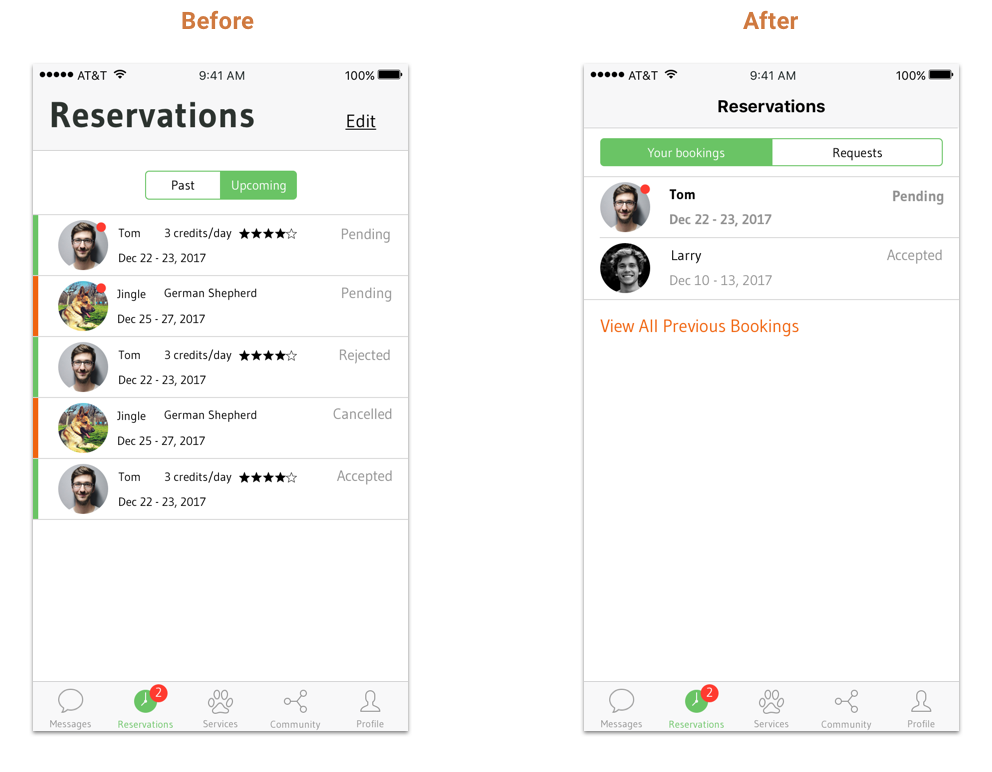 Before
●●●●● AT&T 9:41 AM 100%
Reservations Edit
Past Upcoming
Tom 3 credits/day ★★★★☆ Pending
Dec 22 - 23, 2017
Jingle German Shepherd Pending
Dec 25 - 27, 2017
Tom 3 credits/day ★★★★☆ Rejected
Dec 22 - 23, 2017
Jingle German Shepherd Cancelled
Dec 25 - 27, 2017
Tom 3 credits/day ★★★★☆ Accepted
Dec 22 - 23, 2017
2
Messages Reservations Services Community Profile
After
●●●●● AT&T 9:41 AM 100%
Reservations
Your bookings Requests
Tom Pending
Dec 22 - 23, 2017
Larry Accepted
Dec 10 - 13, 2017
View All Previous Bookings
2
Messages Reservations Services Community Profile